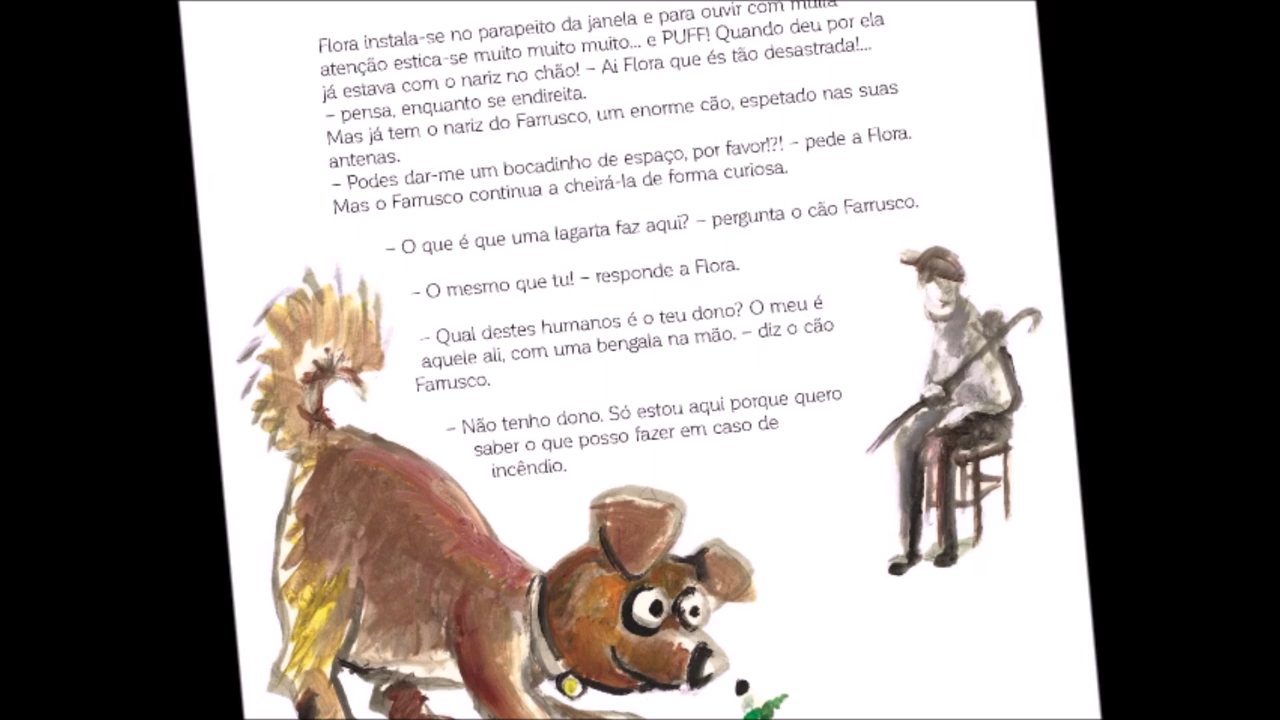 Flora instala-se no parapeito da janela e para ouvir com muita
atenção estica-se muito muito muito... e PUFF! Quando deu por ela
já estava com o nariz no chão! – Ai Flora que és tão desastrada!...
– pensa, enquanto se endireita.
Mas já tem o nariz do Farrusco, um enorme cão, espetado nas suas
antenas.
– Podes dar-me um bocadinho de espaço, por favor!?! – pede a Flora.
Mas o Farrusco continua a cheirá-la de forma curiosa.
– O que é que uma lagarta faz aqui? – pergunta o cão Farrusco.
– O mesmo que tu! – responde a Flora.
– Qual destes humanos é o teu dono? O meu é
aquele ali, com uma bengala na mão. – diz o cão
Farrusco.
– Não tenho dono. Só estou aqui porque quero
saber o que posso fazer em caso de
incêndio.